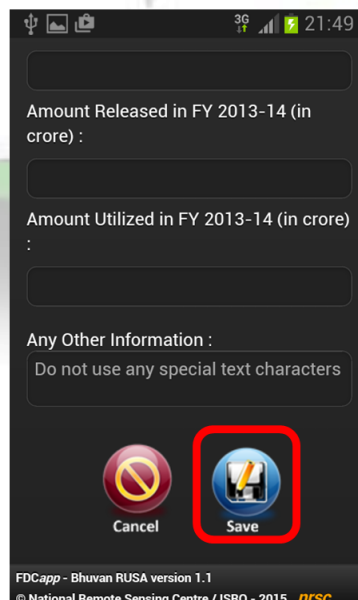 3G 21:49
Amount Released in FY 2013-14 (in
crore) :
Amount Utilized in FY 2013-14 (in crore)
:
Any Other Information :
Do not use any special text characters
Cancel Save
FDCapp - Bhuvan RUSA version 1.1
© National Remote Sensing Centre / ISRO - 2015 nrsc